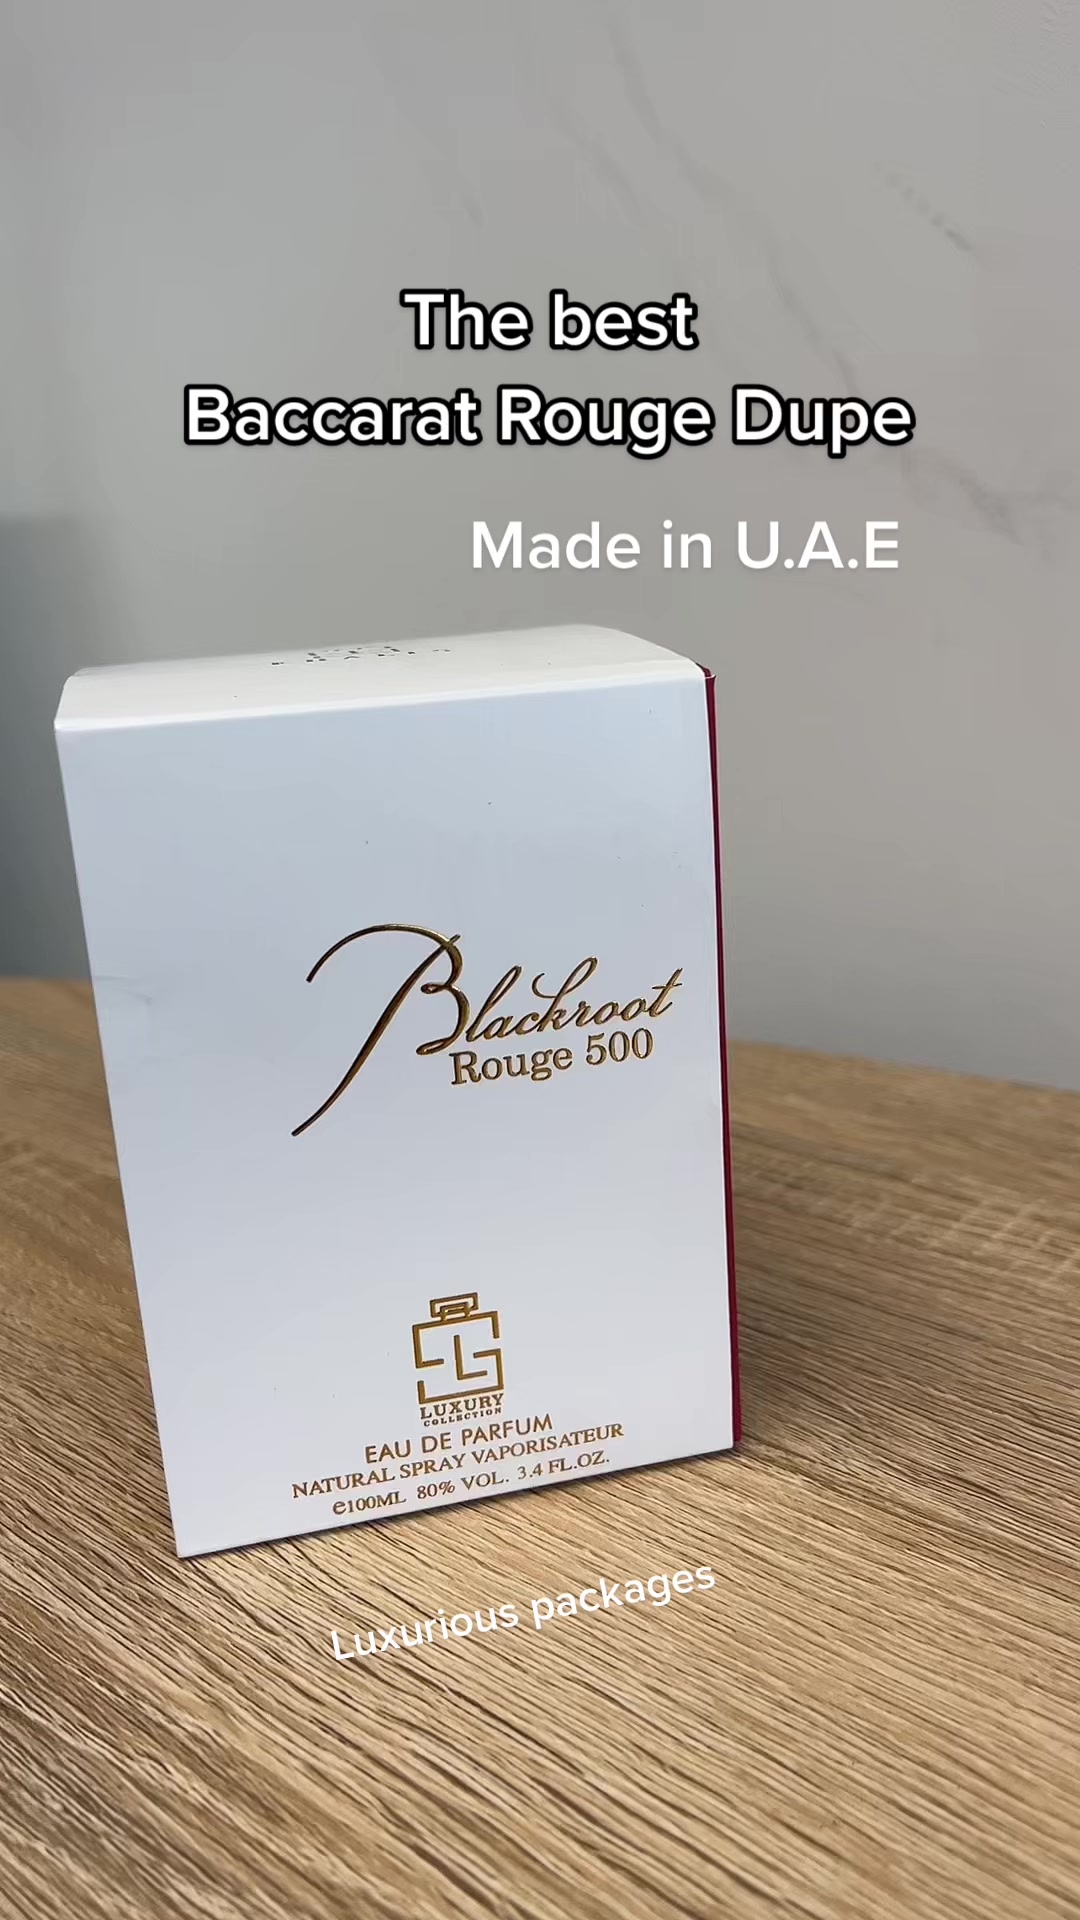 The best
Baccarat Rouge Dupe
Made in U.A.E
Blackroot
Rouge 500
LUXURY
COLLECTION
EAU DE PARFUM
NATURAL SPRAY VAPORISATEUR
e100ML 80% VOL. 3.4 FL.OZ.
Luxurious packages